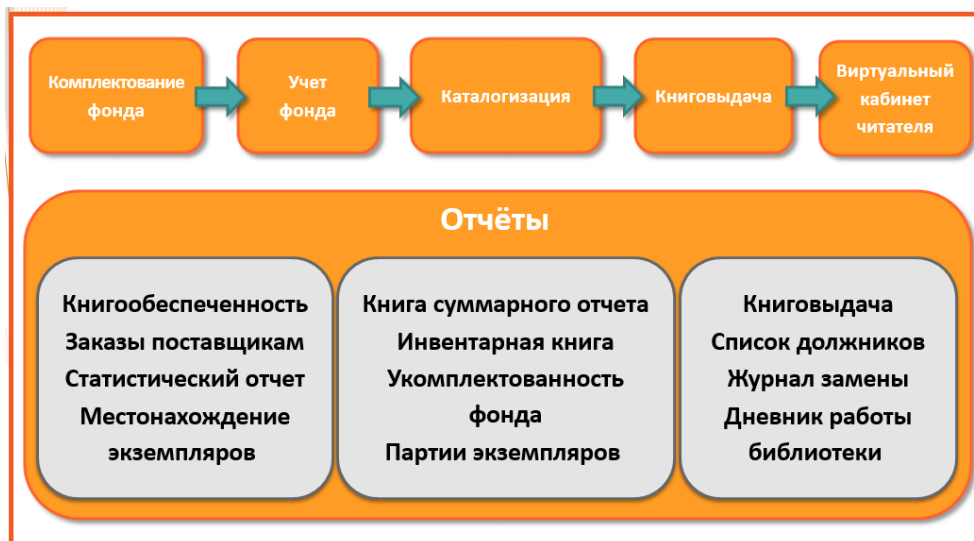 Комплектование
фонда
Учет
фонда
Каталогизация
Книговыдача
Виртуальный
кабинет
читателя
Отчёты
Книгообеспеченность
Заказы поставщикам
Статистический отчет
Местонахождение
экземпляров
Книга суммарного отчета
Инвентарная книга
Укомплектованность
фонда
Партии экземпляров
Книговыдача
Список должников
Журнал замены
Дневник работы
библиотеки